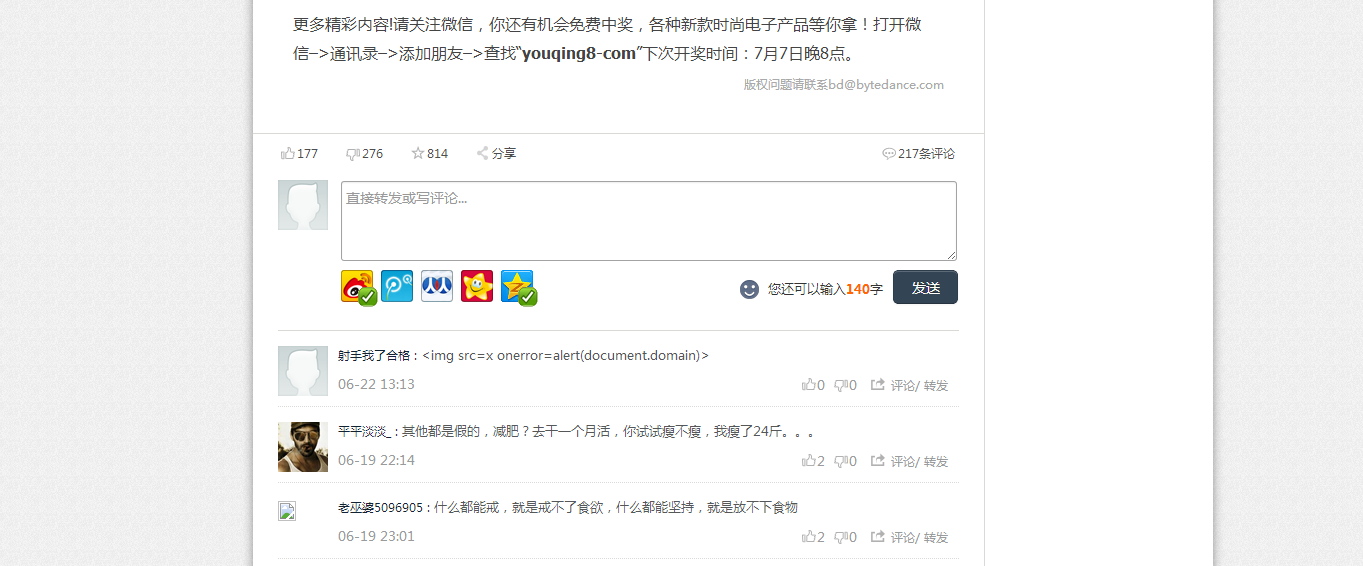 更多精彩内容!请关注微信，你还有机会免费中奖，各种新款时尚电子产品等你拿！打开微
信–>通讯录–>添加朋友–>查找“youqing8-com”下次开奖时间：7月7日晚8点。
版权问题请联系bd@bytedance.com
177 276 814 分享 217条评论
直接转发或写评论...
您还可以输入140字 发送
射手我了合格：<img src=x onerror=alert(document.domain)>
06-22 13:13 0 0 评论/ 转发
平平淡淡_：其他都是假的，减肥？去干一个月活，你试试瘦不瘦，我瘦了24斤。。。
06-19 22:14 2 0 评论/ 转发
老巫婆5096905：什么都能戒，就是戒不了食欲，什么都能坚持，就是放不下食物
06-19 23:01 2 0 评论/ 转发